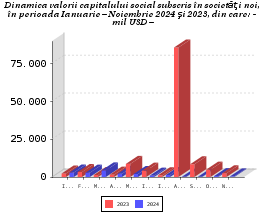 Dinamica valorii capitalului social subscris în societăţi noi,
în perioada Ianuarie – Noiembrie 2024 şi 2023, din care: -
mil USD –
75.000
50.000
25.000
0
I... F... M... A... M... I... I... A... S... O... N...
2023 2024